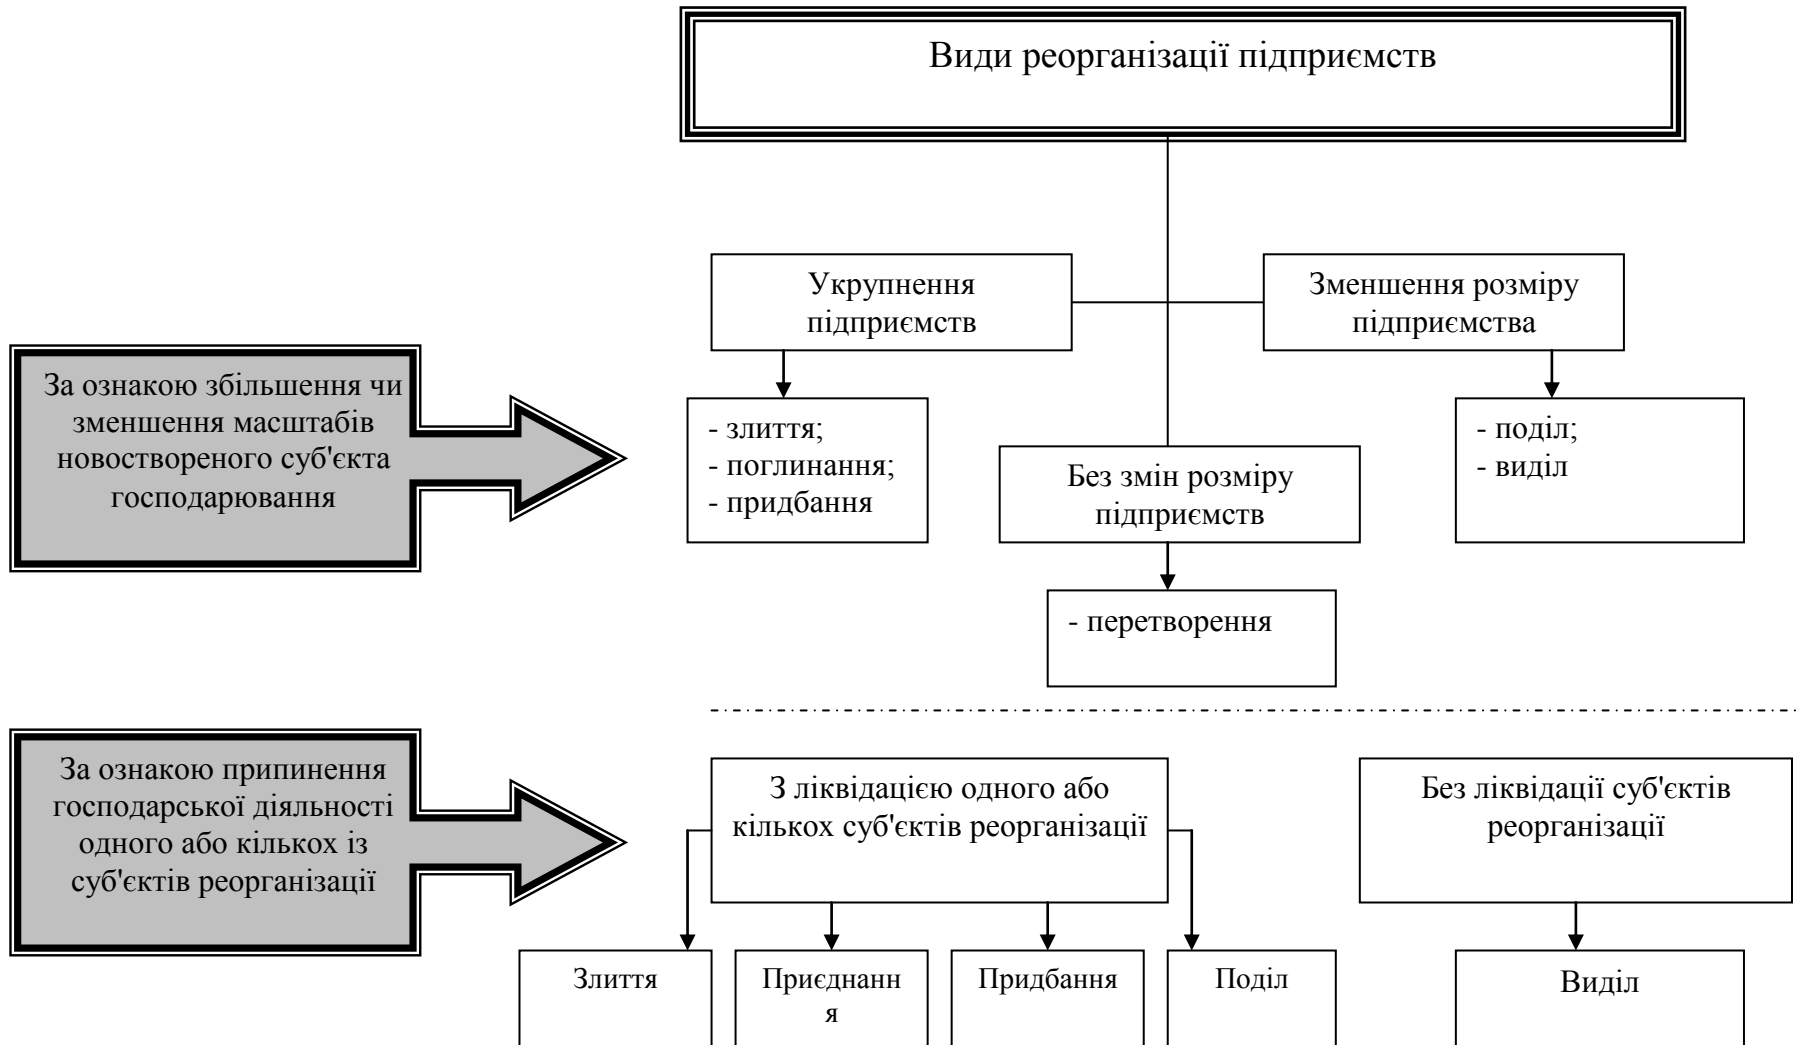 Види реорганізації підприємств
Укрупнення
підприємств
Зменшення розміру
підприємства
За ознакою збільшення чи
зменшення масштабів
новоствореного суб'єкта
господарювання
- злиття;
- поглинання;
- придбання
Без змін розміру
підприємств
- поділ;
- виділ
- перетворення
За ознакою припинення
господарської діяльності
одного або кількох із
суб'єктів реорганізації
З ліквідацією одного або
кількох суб'єктів реорганізації
Без ліквідації суб'єктів
реорганізації
Злиття
Приєднанн
я
Придбання
Поділ
Виділ